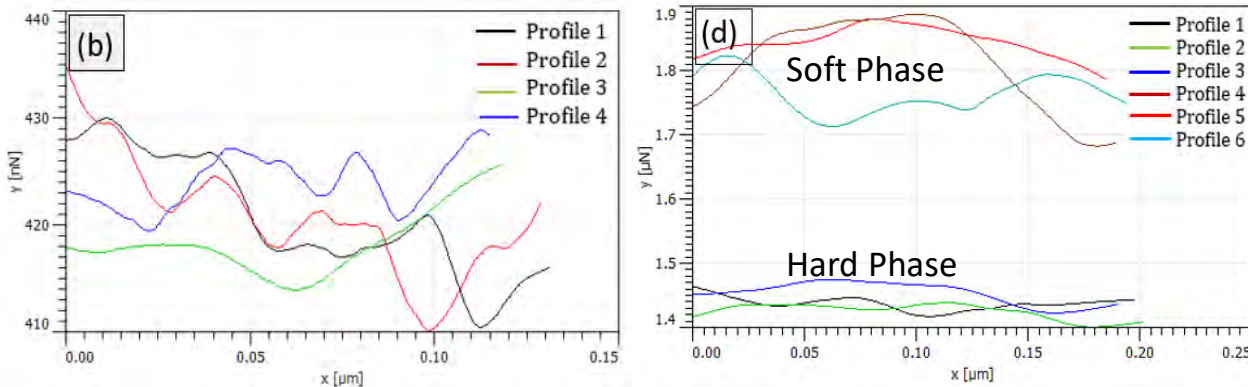 (b)
Profile 1
Profile 2
Profile 3
Profile 4
440
430
420
410
y [nN]
0.00 0.05 0.10 0.15
x [µm]
(d)
Soft Phase
Hard Phase
Profile 1
Profile 2
Profile 3
Profile 4
Profile 5
Profile 6
1.9
1.8
1.7
1.6
1.5
1.4
y [µN]
0.00 0.05 0.10 0.15 0.20 0.25
x [µm]